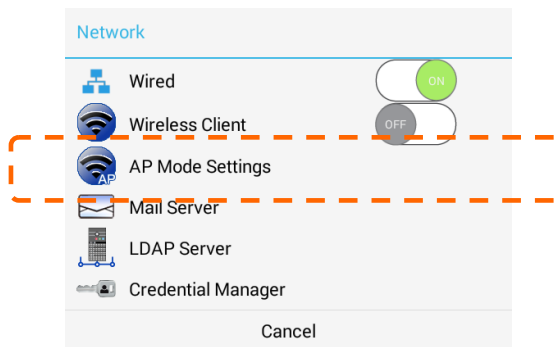 Network
Wired ON
Wireless Client OFF
AP Mode Settings
AP
Mail Server
LDAP Server
Credential Manager
Cancel